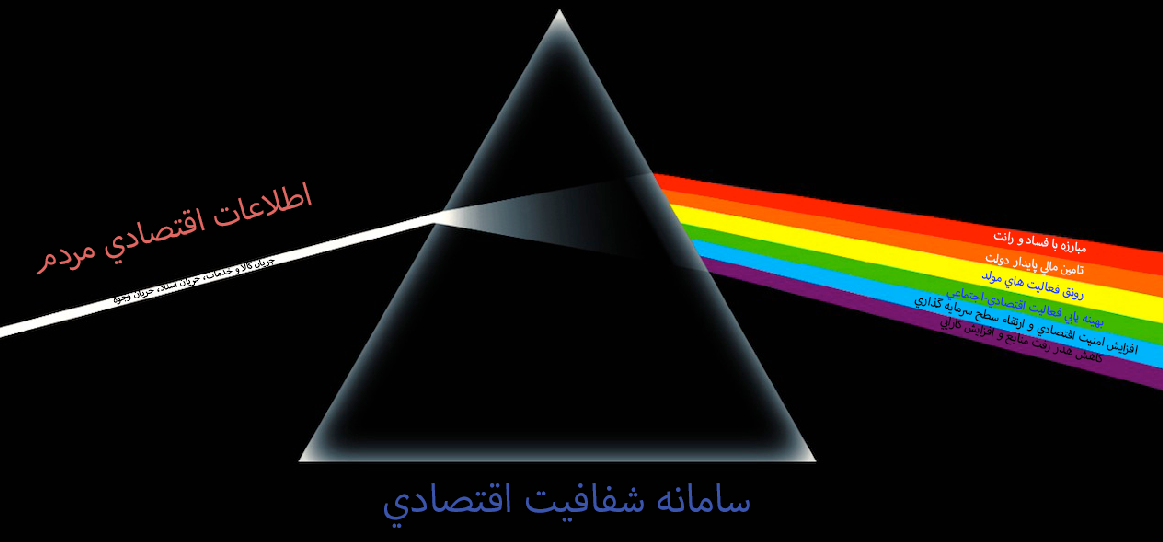 اطلاعات اقتصادي مردم
جريان كالا و خدمات، جريان اسناد، جريان وجوه
مبارزه با فساد و رانت
تامين مالي پايدار دولت
رونق فعاليت هاي مولد
بهينه يابي فعاليت اقتصادي-اجتماعي
افزايش امنيت اقتصادي و ارتقاء سطح سرمايه گذاري
كاهش هدر رفت منابع و افزايش كارايي
سامانه شفافيت اقتصادي